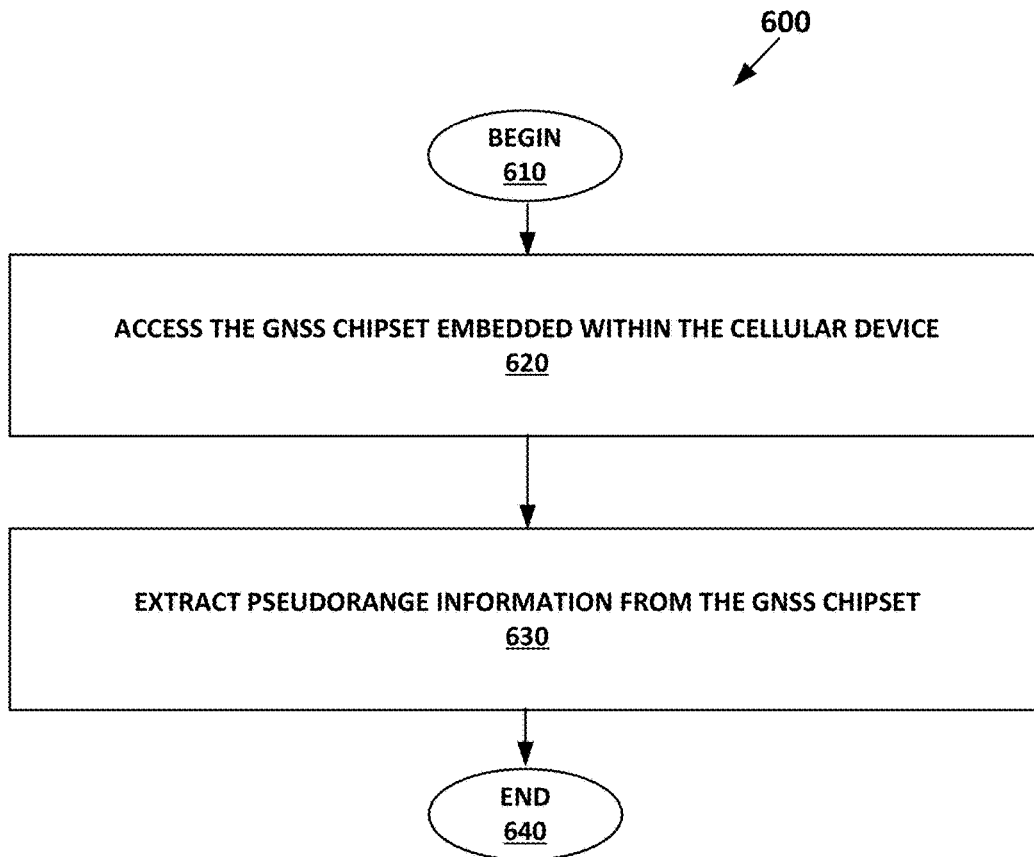 600
BEGIN
610
ACCESS THE GNSS CHIPSET EMBEDDED WITHIN THE CELLULAR DEVICE
620
EXTRACT PSEUDORANGE INFORMATION FROM THE GNSS CHIPSET
630
END
640